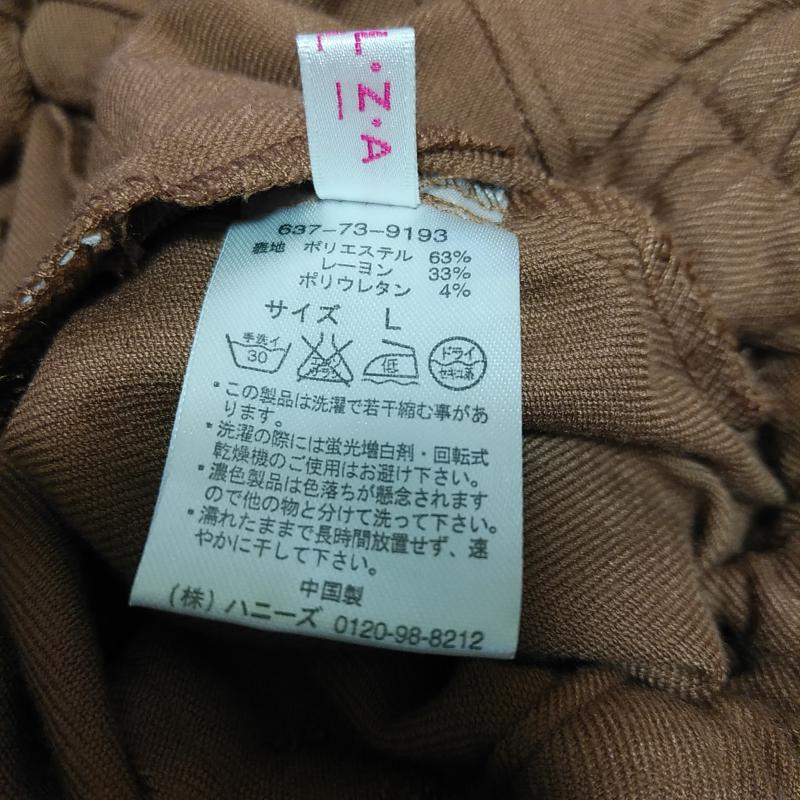 L·Z·A
637-73-9193
表地 ポリエステル 63%
レーヨン 33%
ポリウレタン 4%
サイズ L
手洗イ 30
エンソサラシ
低
ドライ セキユ系
・この製品は洗濯で若干縮む事があ
ります。
・洗濯の際には蛍光増白剤・回転式
乾燥機のご使用はお避け下さい。
・濃色製品は色落ちが懸念されます
ので他の物と分けて洗って下さい。
・濡れたままで長時間放置せず、速
やかに干して下さい。
中国製
(株) ハニーズ 0120-98-8212